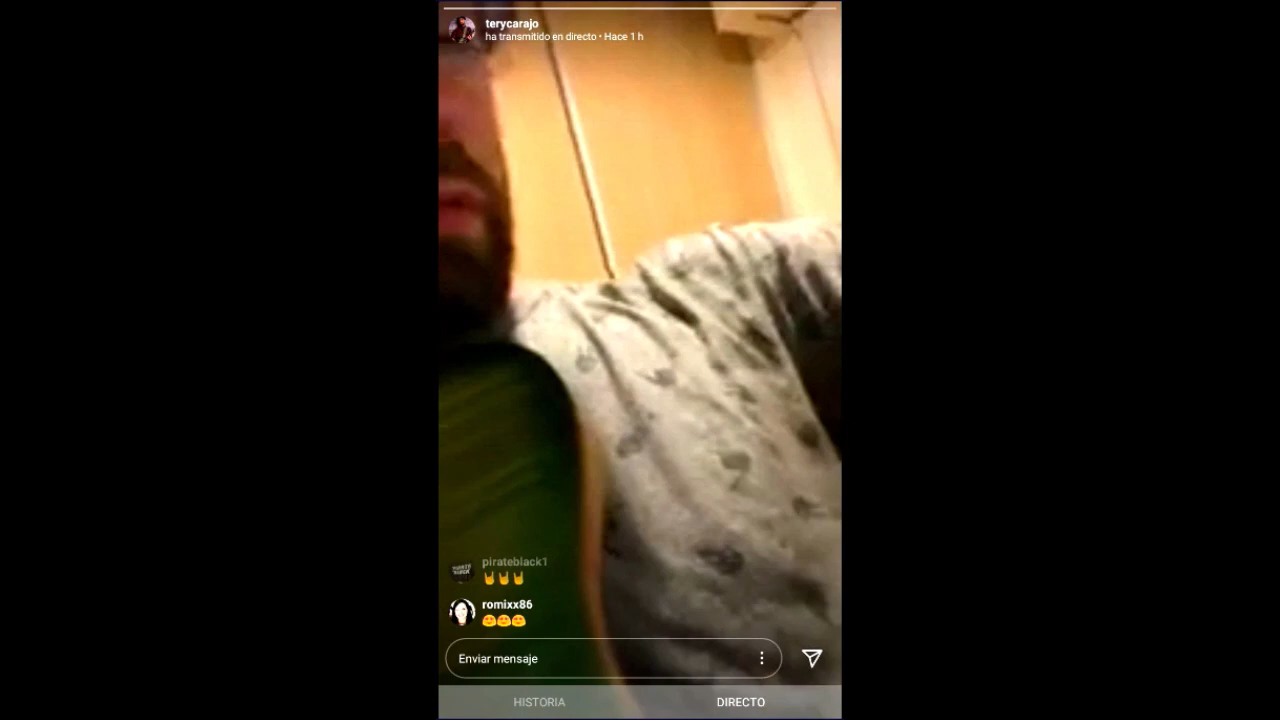 terycarajo
ha transmitido en directo • Hace 1 h
pirateblack1
🤘🤘🤘
romixx86
😍😍😍
Enviar mensaje
HISTORIA
DIRECTO